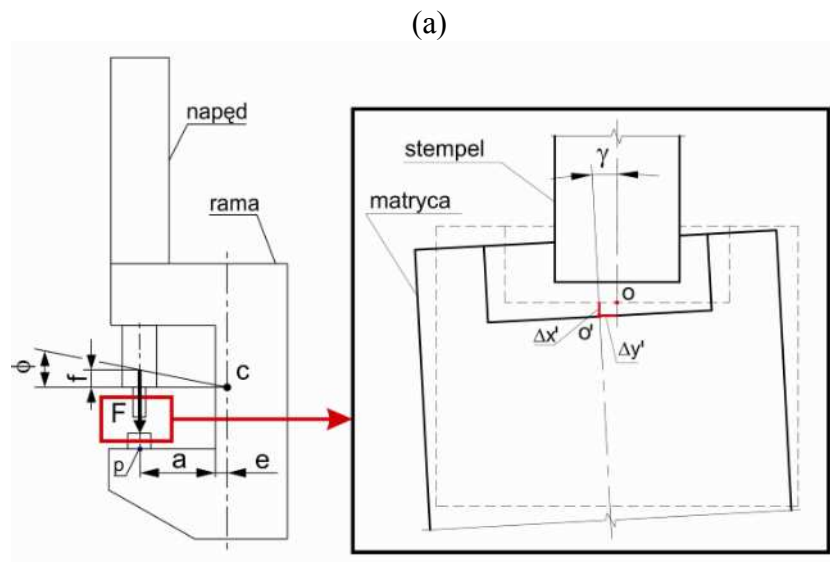 (a)
napęd
rama
c
ϕ
f
F
p
a
e
stempel
γ
matryca
o
Δx'
o'
Δy'